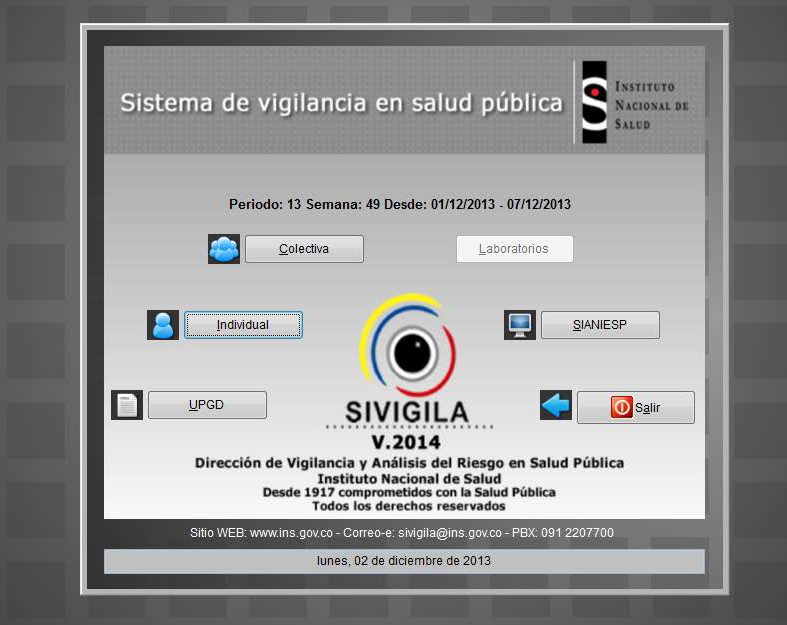 Sistema de vigilancia en salud pública
INSTITUTO
NACIONAL DE
SALUD
Periodo: 13 Semana: 49 Desde: 01/12/2013 - 07/12/2013
Colectiva
Laboratorios
Individual
SIANIESP
UPGD
Salir
SIVIGILA
V.2014
Dirección de Vigilancia y Análisis del Riesgo en Salud Pública
Instituto Nacional de Salud
Desde 1917 comprometidos con la Salud Pública
Todos los derechos reservados
Sitio WEB: www.ins.gov.co - Correo-e: sivigila@ins.gov.co - PBX: 091 2207700
lunes, 02 de diciembre de 2013